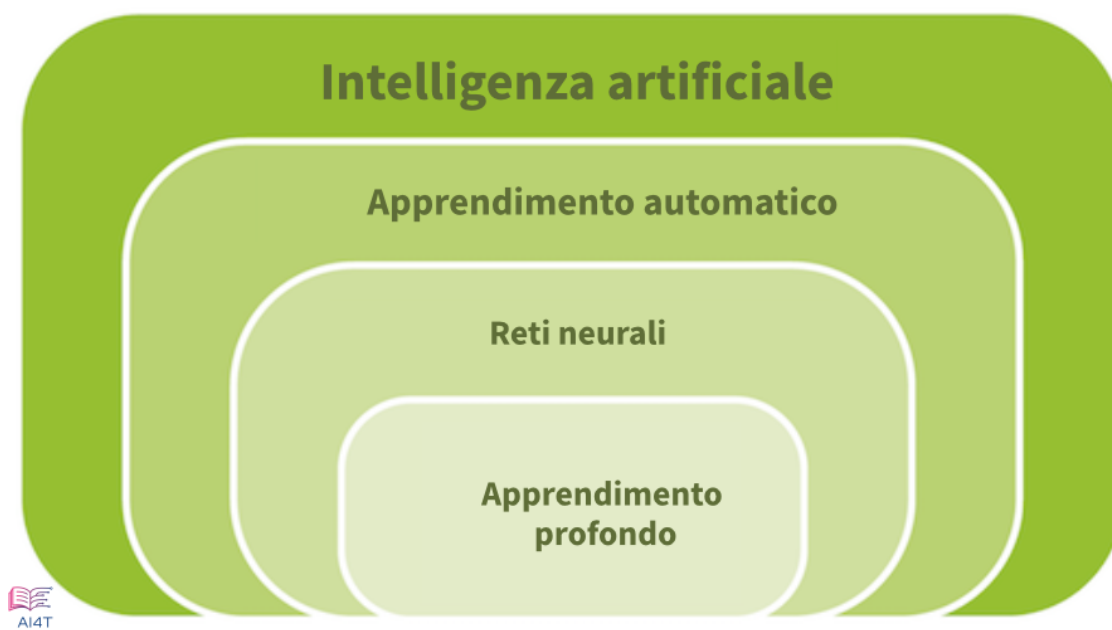 Intelligenza artificiale
Apprendimento automatico
Reti neurali
Apprendimento
profondo
AI4T